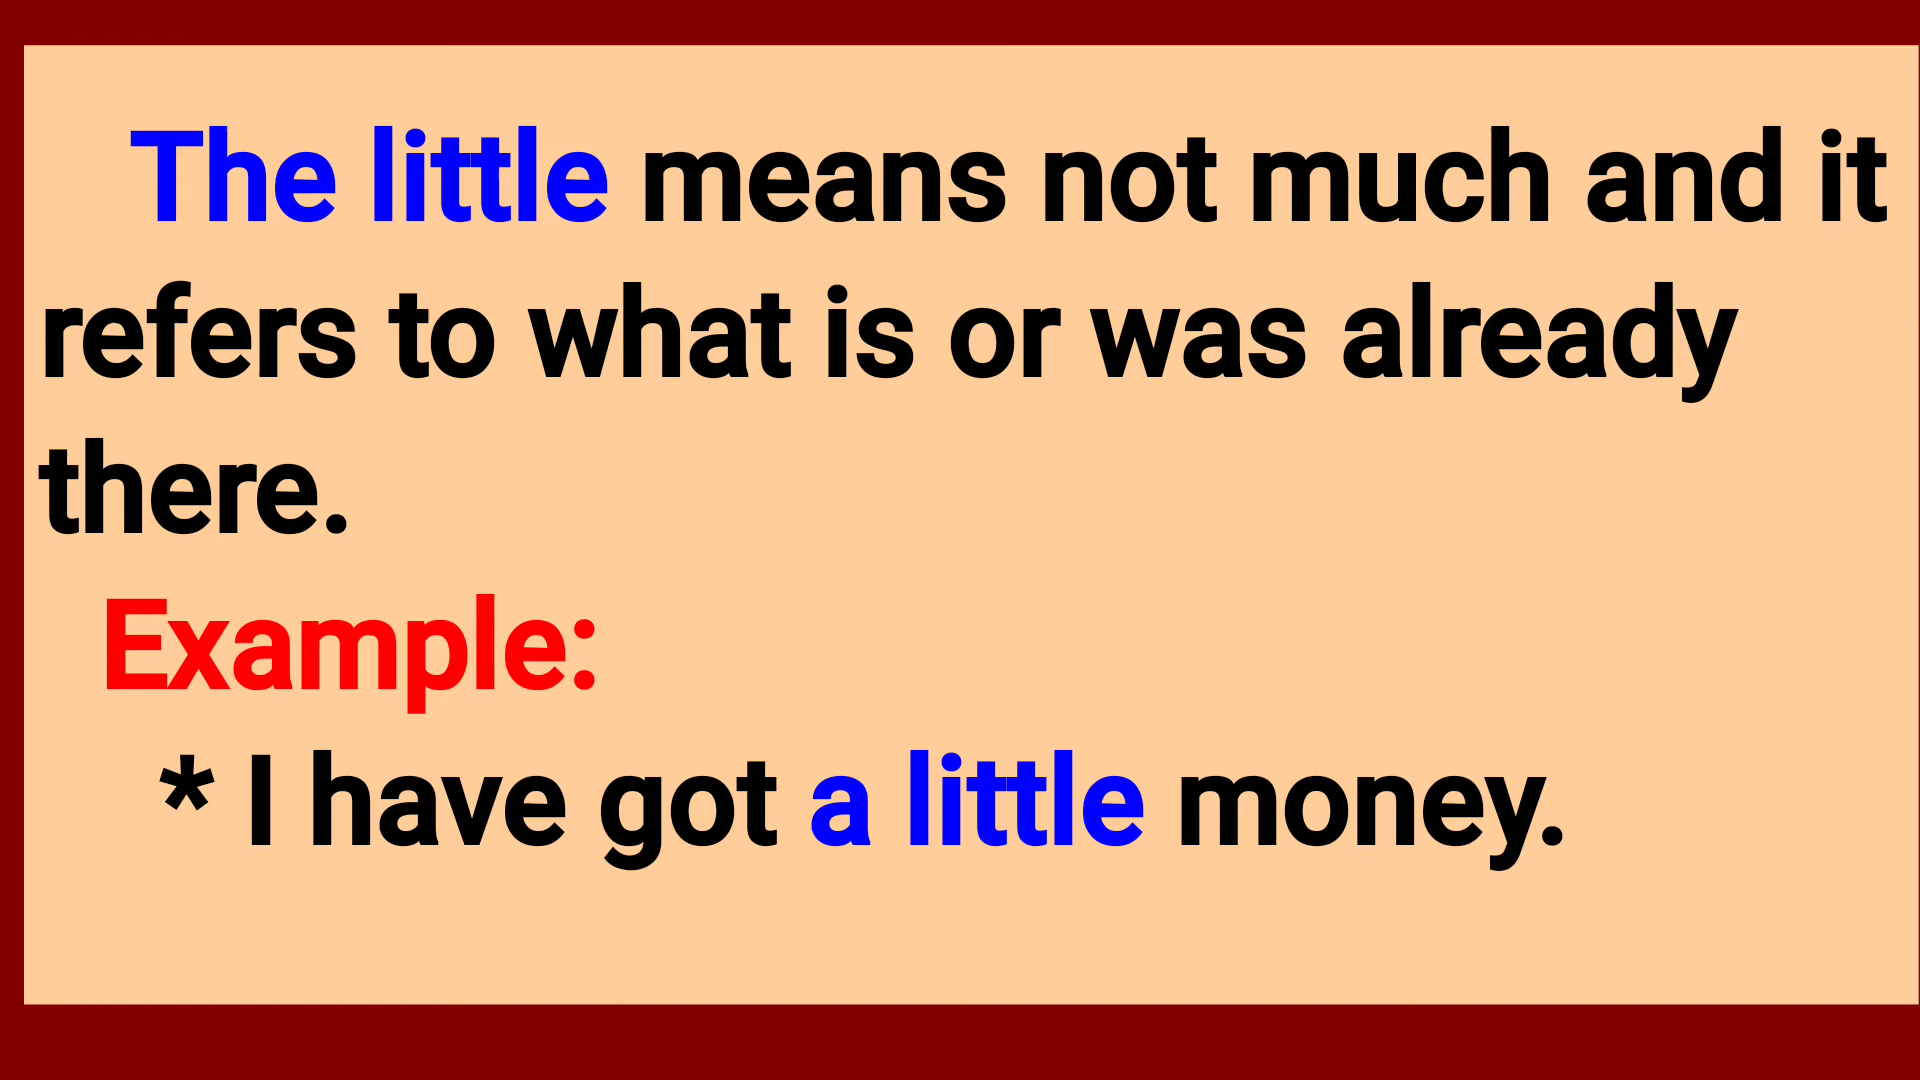 The little means not much and it
refers to what is or was already
there.
Example:
* I have got a little money.